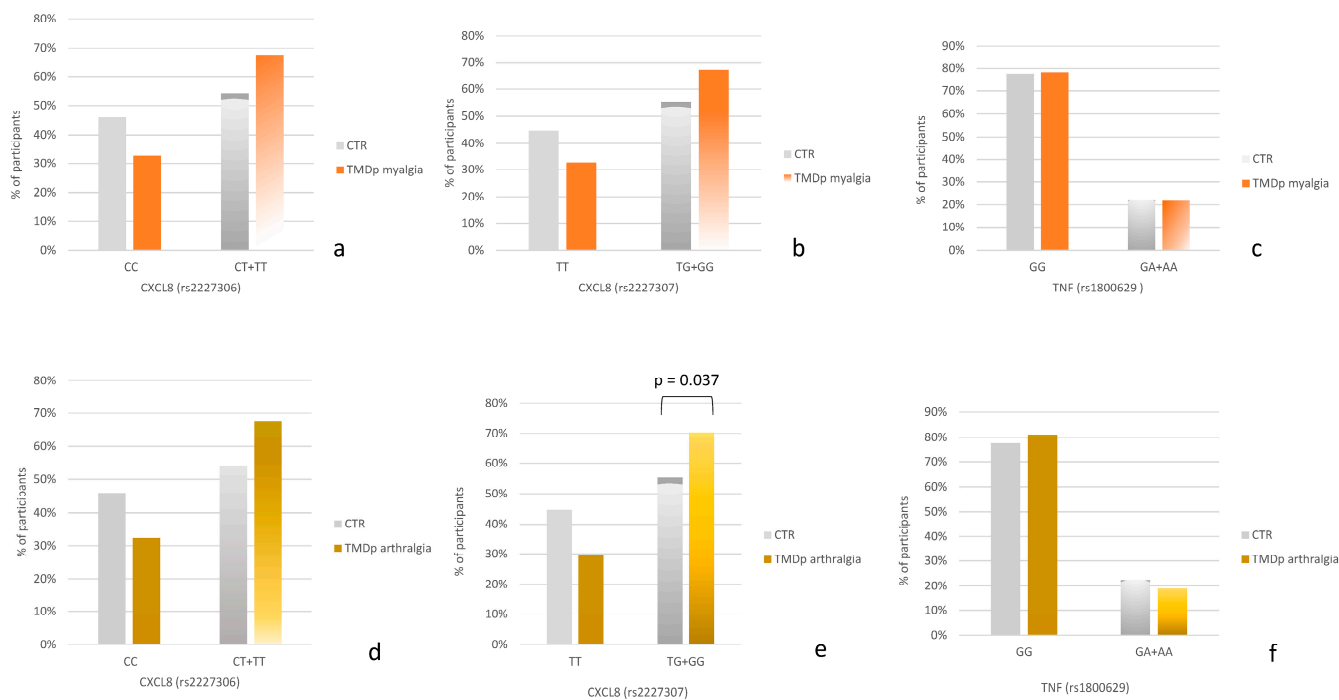 80%
70%
60%
50%
40%
30%
20%
10%
0%
% of participants
CC
CT+TT
CXCL8 (rs2227306)
CTR
TMDp myalgia
a
80%
70%
60%
50%
40%
30%
20%
10%
0%
% of participants
TT
TG+GG
CXCL8 (rs2227307)
CTR
TMDp myalgia
b
90%
80%
70%
60%
50%
40%
30%
20%
10%
0%
% of participants
GG
GA+AA
TNF (rs1800629 )
CTR
TMDp myalgia
c
80%
70%
60%
50%
40%
30%
20%
10%
0%
% of participants
CC
CT+TT
CXCL8 (rs2227306)
CTR
TMDp arthralgia
d
p = 0.037
80%
70%
60%
50%
40%
30%
20%
10%
0%
% of participants
TT
TG+GG
CXCL8 (rs2227307)
CTR
TMDp arthralgia
e
90%
80%
70%
60%
50%
40%
30%
20%
10%
0%
% of participants
GG
GA+AA
TNF (rs1800629)
CTR
TMDp arthralgia
f